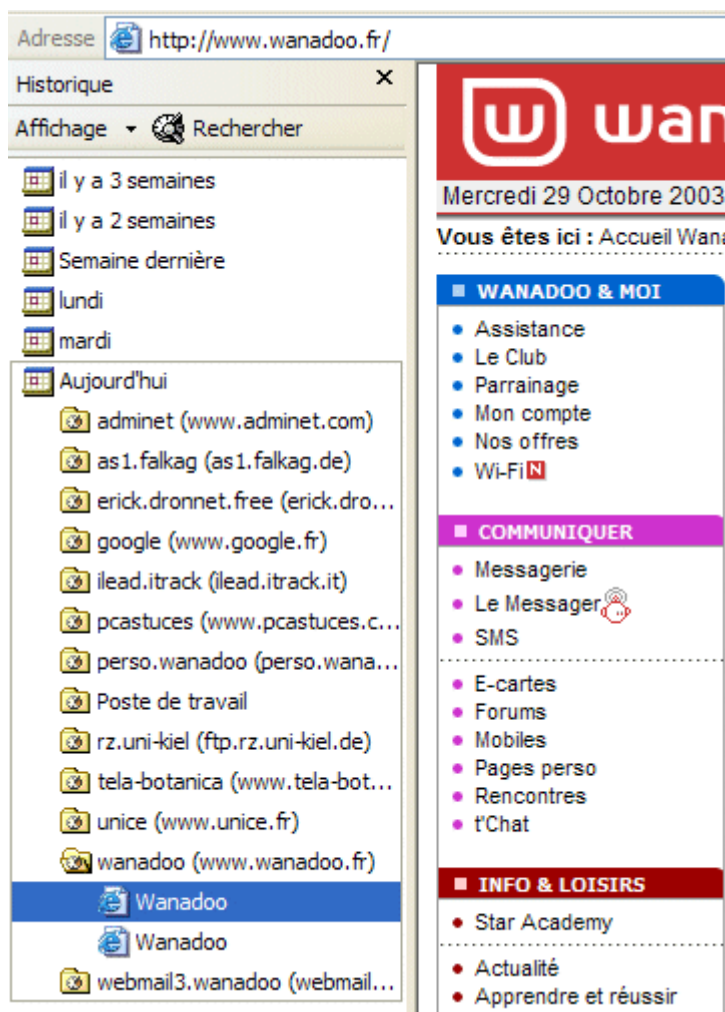 Adresse http://www.wanadoo.fr/
Historique
Affichage Rechercher
il y a 3 semaines
il y a 2 semaines
Semaine dernière
lundi
mardi
Aujourd'hui
adminet (www.adminet.com)
as1.falkag (as1.falkag.de)
erick.dronnet.free (erick.dro...
google (www.google.fr)
ilead.itrack (ilead.itrack.it)
pcastuces (www.pcastuces.c...
perso.wanadoo (perso.wana...
Poste de travail
rz.uni-kiel (ftp.rz.uni-kiel.de)
tela-botanica (www.tela-bot...
unice (www.unice.fr)
wanadoo (www.wanadoo.fr)
Wanadoo
Wanadoo
webmail3.wanadoo (webmail...
w wan
Mercredi 29 Octobre 2003
Vous êtes ici : Accueil Wana
WANADOO & MOI
Assistance
Le Club
Parrainage
Mon compte
Nos offres
Wi-Fi N
COMMUNIQUER
Messagerie
Le Messager
SMS
E-cartes
Forums
Mobiles
Pages perso
Rencontres
t'Chat
INFO & LOISIRS
Star Academy
Actualité
Apprendre et réussir